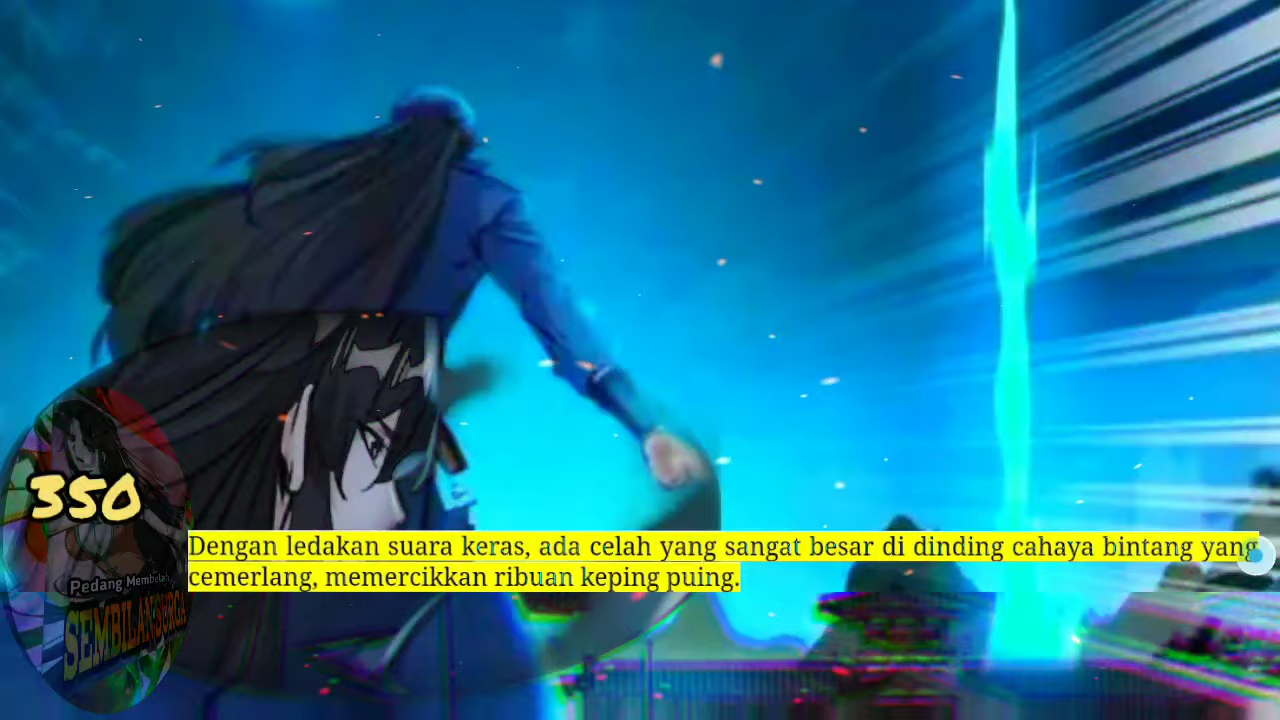 350
Dengan ledakan suara keras, ada celah yang sangat besar di dinding cahaya bintang yang
cemerlang, memercikkan ribuan keping puing.
Pedang Membelah
SEMBILAN SURGA